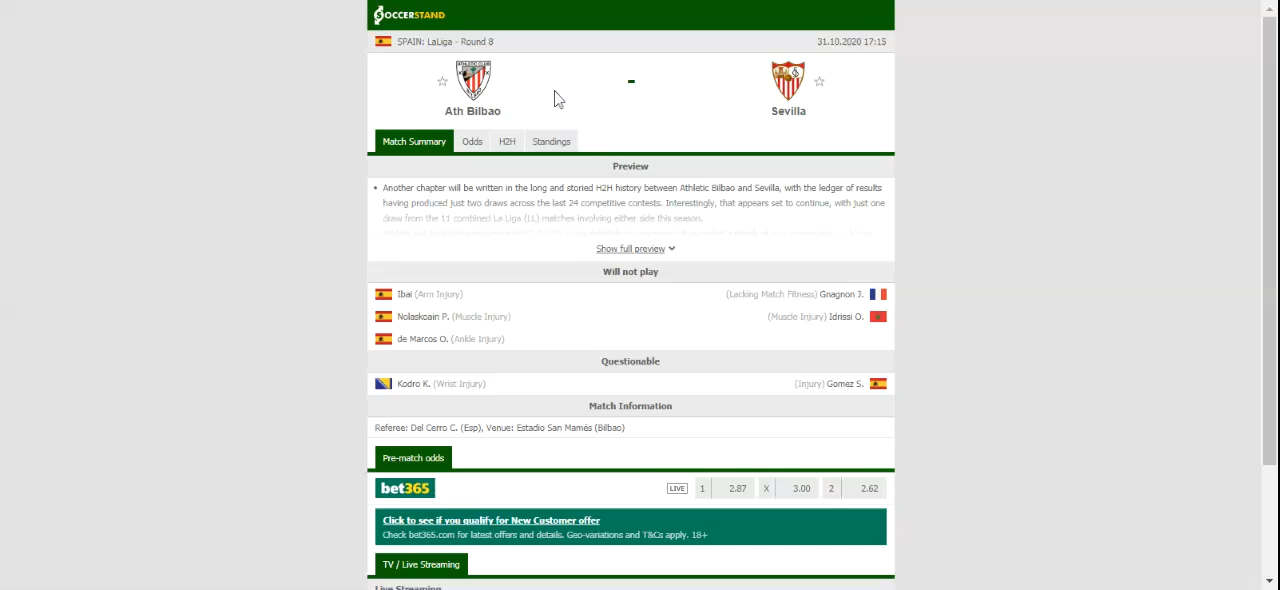 SOCCERSTAND
SPAIN: LaLiga - Round 8 31.10.2020 17:15
-
Ath Bilbao Sevilla
Match Summary Odds H2H Standings
Preview
• Another chapter will be written in the long and storied H2H history between Athletic Bilbao and Sevilla, with the ledger of results
having produced just two draws across the last 24 competitive contests. Interestingly, that appears set to continue, with just one
draw from the 11 combined La Liga (LL) matches involving either side this season.
Show full preview
Will not play
Ibai (Arm Injury) (Lacking Match Fitness) Gnagnon J.
Nolaskoain P. (Muscle Injury) (Muscle Injury) Idrissi O.
de Marcos O. (Ankle Injury)
Questionable
Kodro K. (Wrist Injury) (Injury) Gomez S.
Match Information
Referee: Del Cerro C. (Esp), Venue: Estadio San Mamés (Bilbao)
Pre-match odds
bet365 LIVE 1 2.87 X 3.00 2 2.62
Click to see if you qualify for New Customer offer
Check bet365.com for latest offers and details. Geo-variations and T&Cs apply. 18+
TV / Live Streaming
Live Streaming